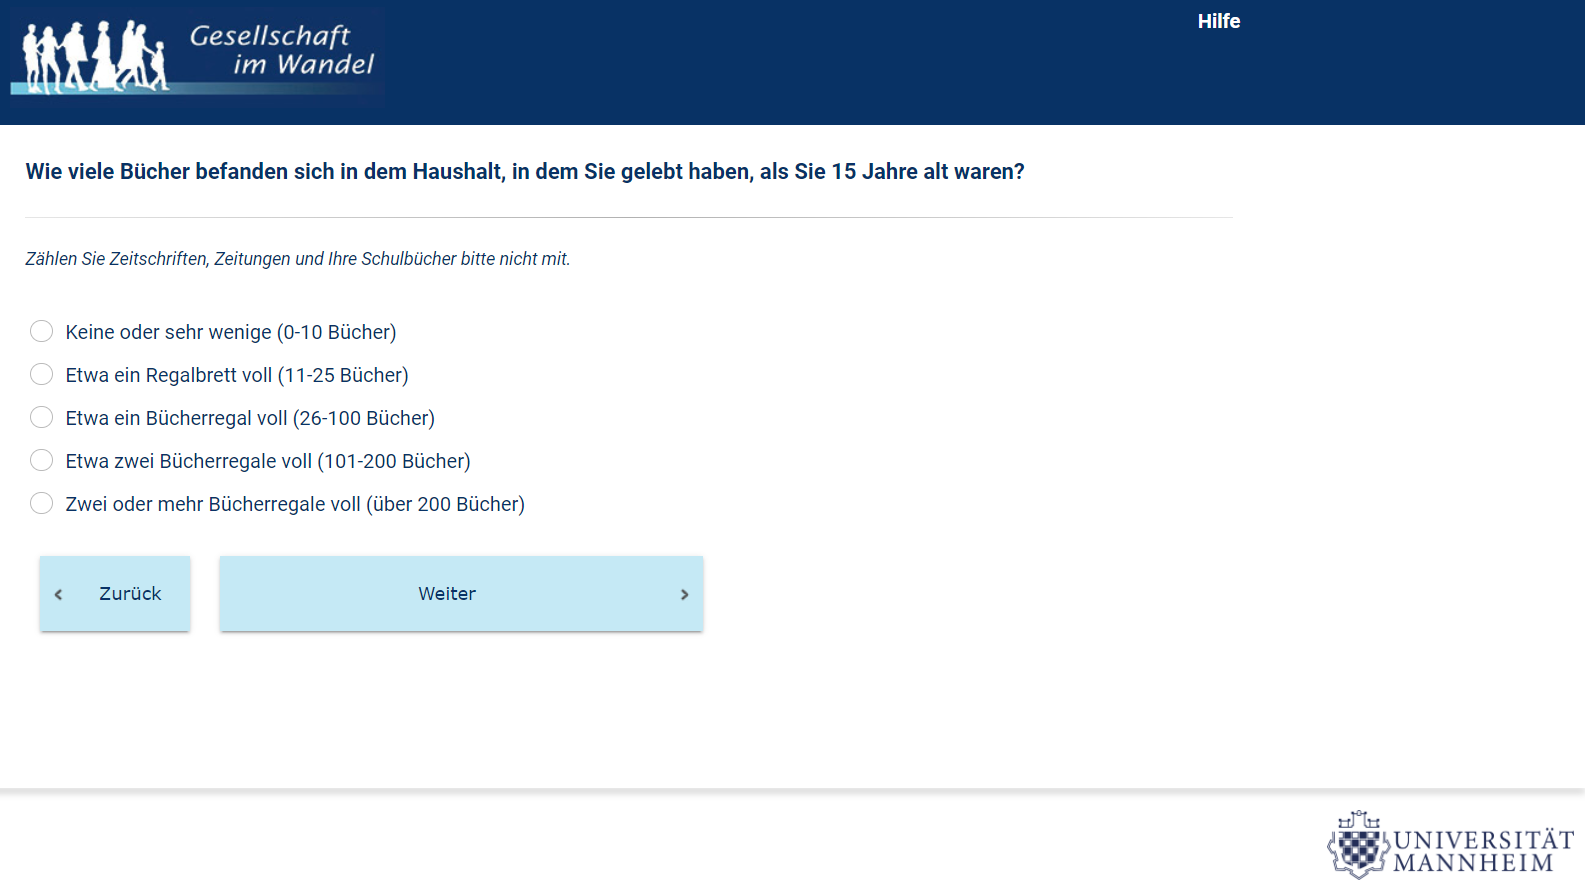 Gesellschaft
im Wandel
Hilfe
Wie viele Bücher befanden sich in dem Haushalt, in dem Sie gelebt haben, als Sie 15 Jahre alt waren?
Zählen Sie Zeitschriften, Zeitungen und Ihre Schulbücher bitte nicht mit.
Keine oder sehr wenige (0-10 Bücher)
Etwa ein Regalbrett voll (11-25 Bücher)
Etwa ein Bücherregal voll (26-100 Bücher)
Etwa zwei Bücherregale voll (101-200 Bücher)
Zwei oder mehr Bücherregale voll (über 200 Bücher)
‹ Zurück
Weiter ›
UNIVERSITÄT
MANNHEIM